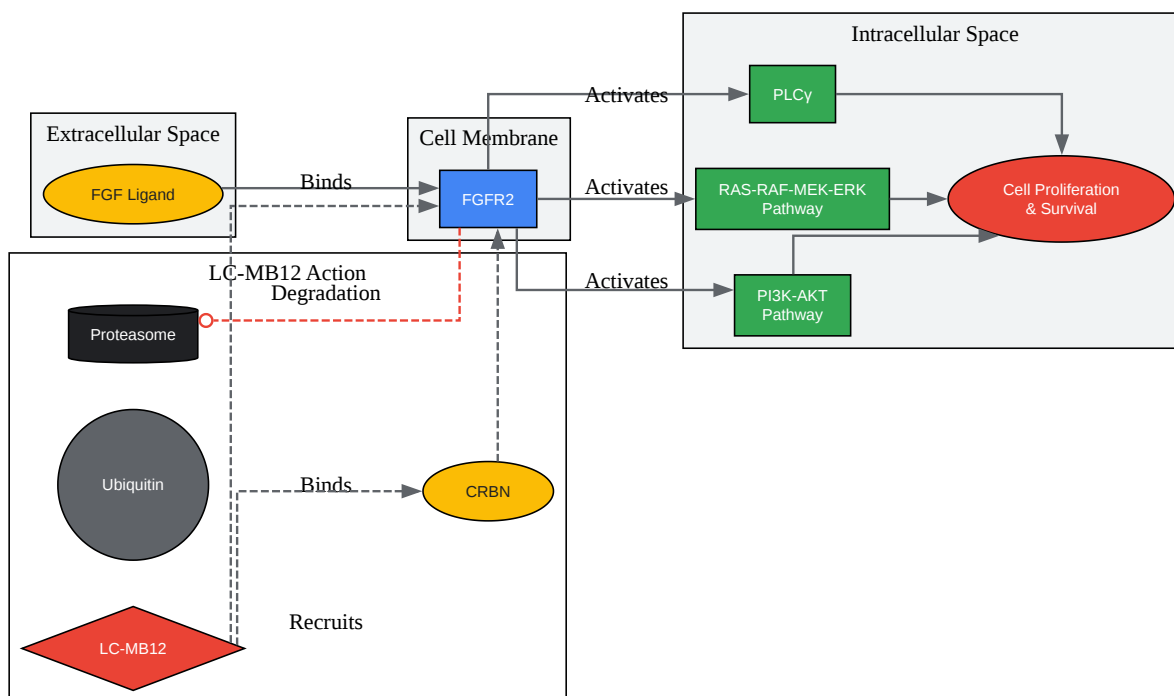 Intracellular Space
PLCγ
Activates
Extracellular Space
Cell Membrane
FGF Ligand
Binds
FGFR2
Activates
RAS-RAF-MEK-ERK
Pathway
Cell Proliferation
& Survival
LC-MB12 Action
Degradation
Activates
PI3K-AKT
Pathway
Proteasome
Ubiquitin
Binds
CRBN
Recruits
LC-MB12